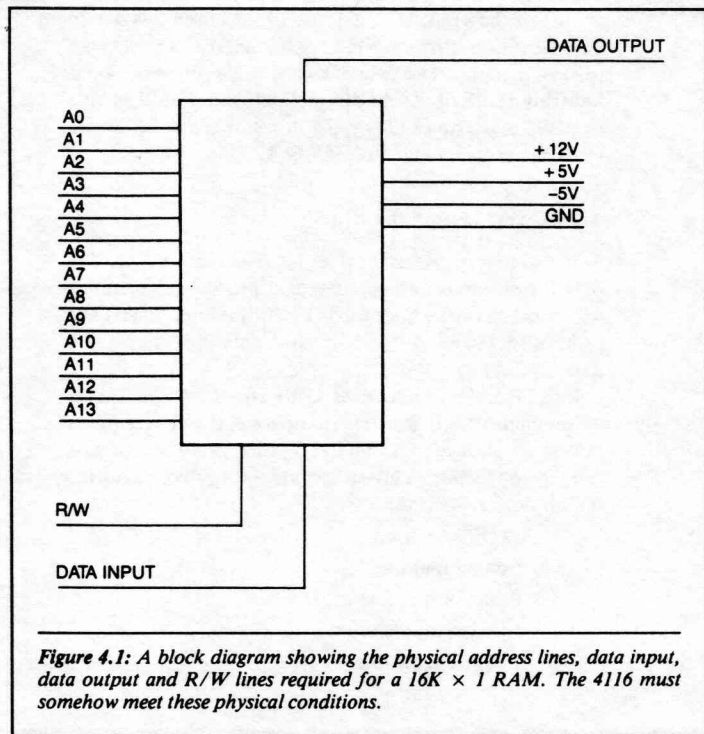 DATA OUTPUT
A0
A1
A2
A3
A4
A5
A6
A7
A8
A9
A10
A11
A12
A13
+12V
+5V
–5V
GND
R/W
DATA INPUT
Figure 4.1: A block diagram showing the physical address lines, data input,
data output and R/W lines required for a 16K × 1 RAM. The 4116 must
somehow meet these physical conditions.